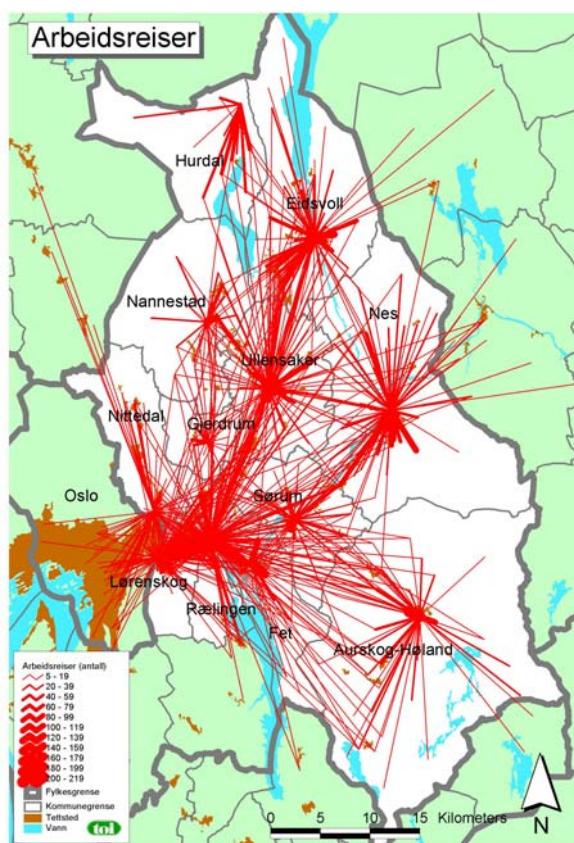 Arbeidsreiser
Hurdal
Eidsvoll
Nannestad
Nes
Ullensaker
Nittedal
Gjerdrum
Oslo
Sørum
Lørenskog
Rælingen
Fet
Aurskog-Høland
Arbeidsreiser (antall)
5 - 19
20 - 39
40 - 59
60 - 79
80 - 99
100 - 119
120 - 139
140 - 159
160 - 179
180 - 199
200 - 219
Fylkesgrense
Kommunegrense
Tettsted
Vann
tøi
0 5 10 15 Kilometers
N